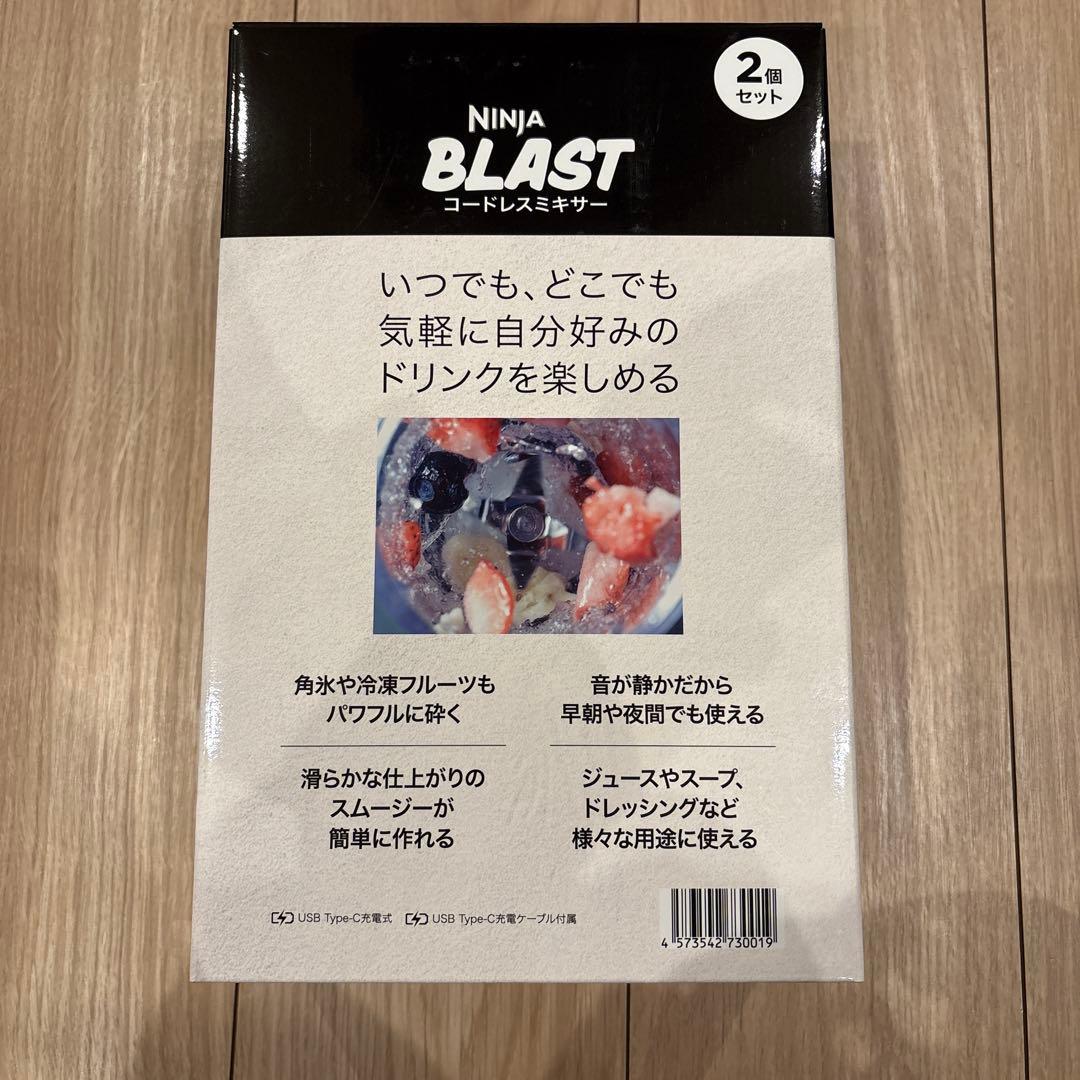 2個
セット
NINJA
BLAST
コードレスミキサー
いつでも、どこでも
気軽に自分好みの
ドリンクを楽しめる
角氷や冷凍フルーツも
パワフルに砕く
音が静かだから
早朝や夜間でも使える
滑らかな仕上がりの
スムージーが
簡単に作れる
ジュースやスープ、
ドレッシングなど
様々な用途に使える
USB Type-C充電式 USB Type-C充電ケーブル付属
4 573542 730019